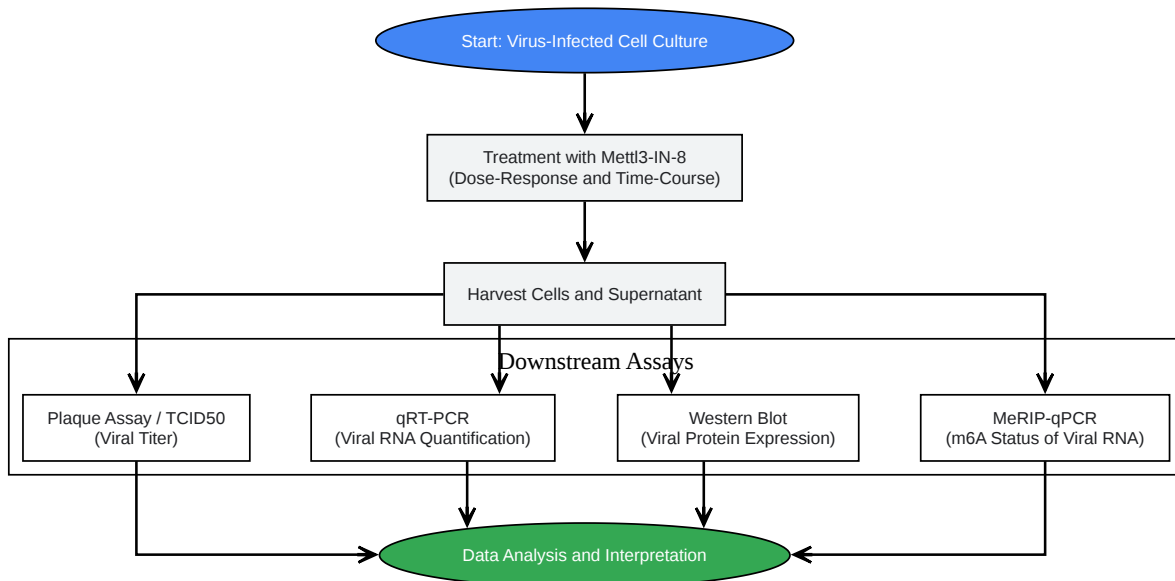 Start: Virus-Infected Cell Culture
Treatment with Mettl3-IN-8
(Dose-Response and Time-Course)
Harvest Cells and Supernatant
Downstream Assays
Plaque Assay / TCID50
(Viral Titer)
qRT-PCR
(Viral RNA Quantification)
Western Blot
(Viral Protein Expression)
MeRIP-qPCR
(m6A Status of Viral RNA)
Data Analysis and Interpretation